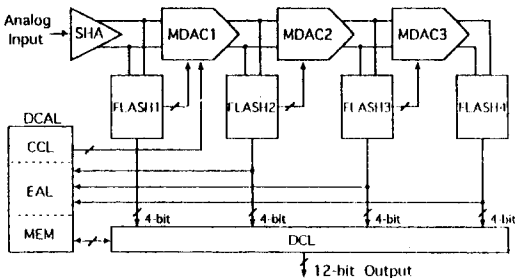 Analog
Input
SHA
MDAC1
MDAC2
MDAC3
FLASH1
FLASH2
FLASH3
FLASH4
DCAL
CCL
EAL
MEM
4-bit
4-bit
4-bit
4-bit
DCL
12-bit Output